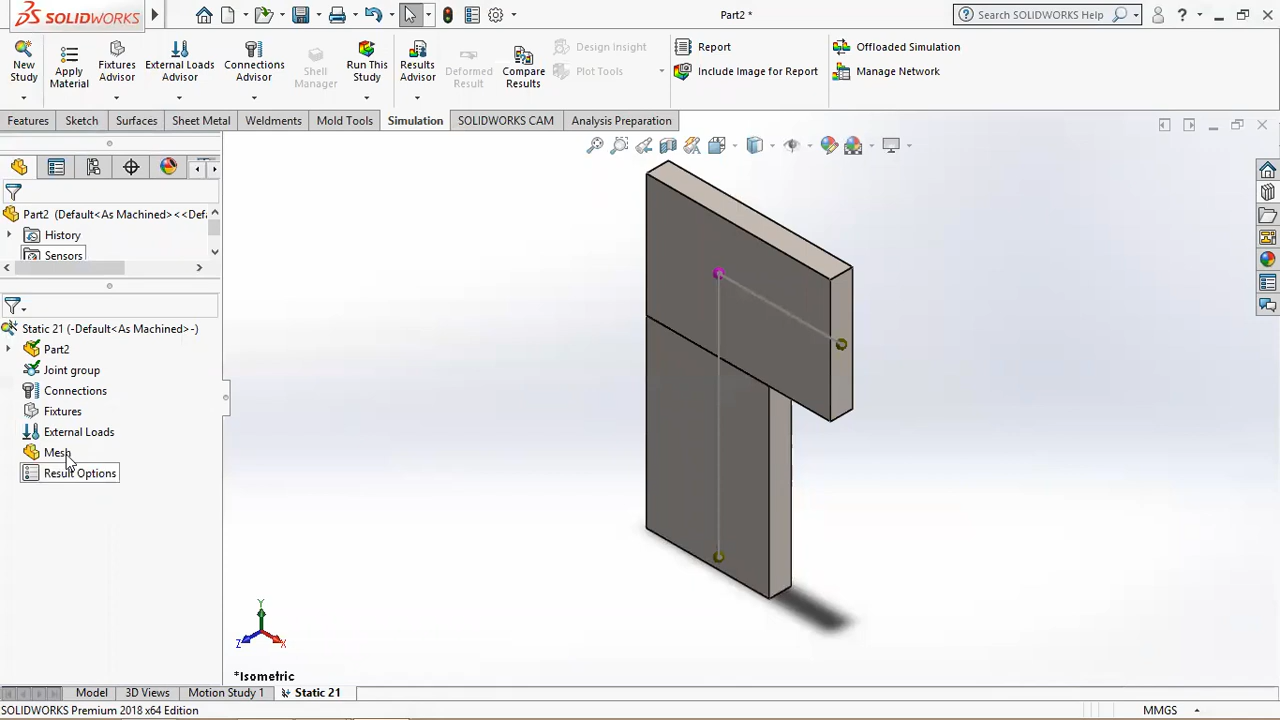 SOLIDWORKS
Part2 *
Search SOLIDWORKS Help
New Study
Apply Material
Fixtures Advisor
External Loads Advisor
Connections Advisor
Shell Manager
Run This Study
Results Advisor
Deformed Result
Compare Results
Design Insight
Plot Tools
Report
Include Image for Report
Offloaded Simulation
Manage Network
Features
Sketch
Surfaces
Sheet Metal
Weldments
Mold Tools
Simulation
SOLIDWORKS CAM
Analysis Preparation
Part2 (Default<As Machined><<Defa
History
Sensors
Static 21 (-Default<As Machined>-)
Part2
Joint group
Connections
Fixtures
External Loads
Mesh
Result Options
Y
Z
X
*Isometric
Model
3D Views
Motion Study 1
Static 21
SOLIDWORKS Premium 2018 x64 Edition
MMGS